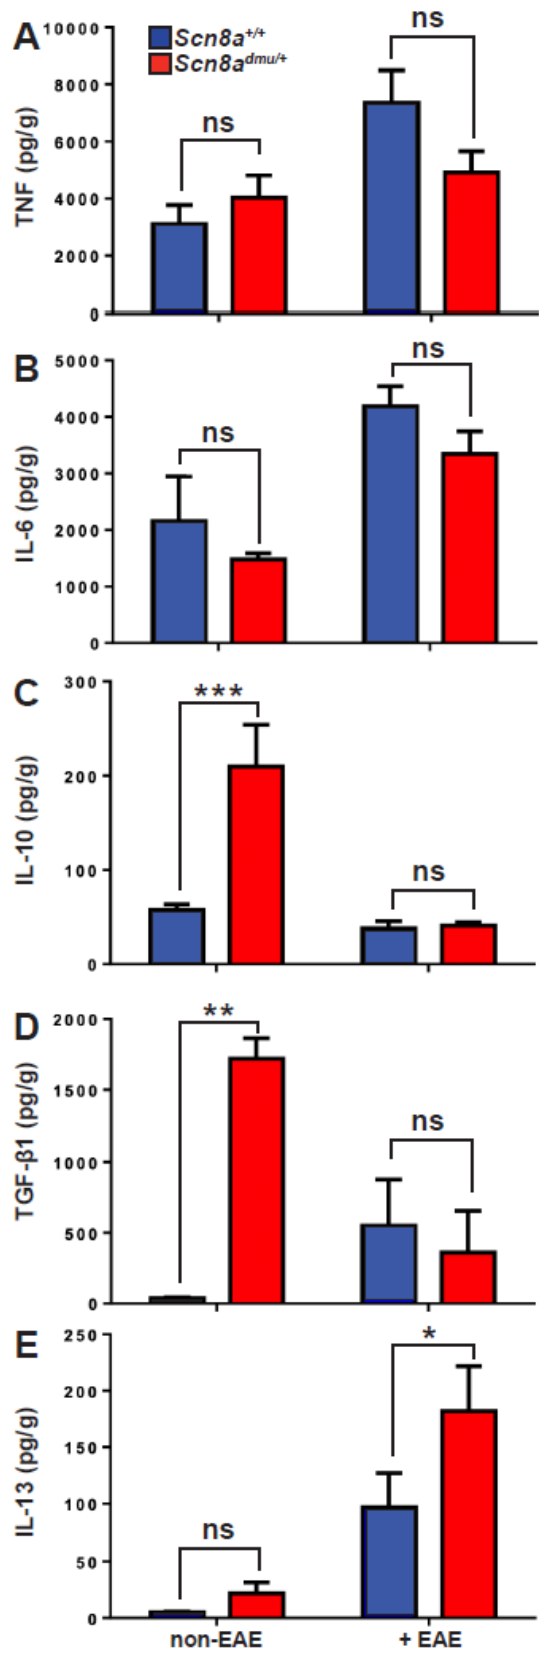 A
TNF (pg/g)
10000
8000
6000
4000
2000
0
Scn8a+/+
Scn8admu/+
ns
ns
B
IL-6 (pg/g)
5000
4000
3000
2000
1000
0
ns
ns
C
IL-10 (pg/g)
300
200
100
0
***
ns
D
TGF-β1 (pg/g)
2000
1500
1000
500
0
**
ns
E
IL-13 (pg/g)
250
200
150
100
50
0
ns
*
non-EAE
+ EAE